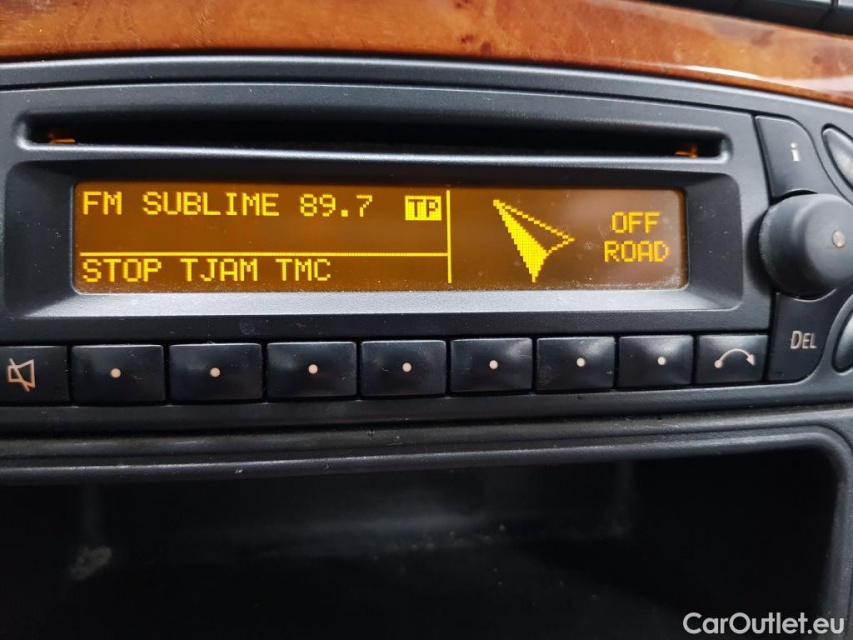 FM SUBLIME 89.7 TP
STOP TJAM TMC
OFF
ROAD
i
DEL
CarOutlet.eu